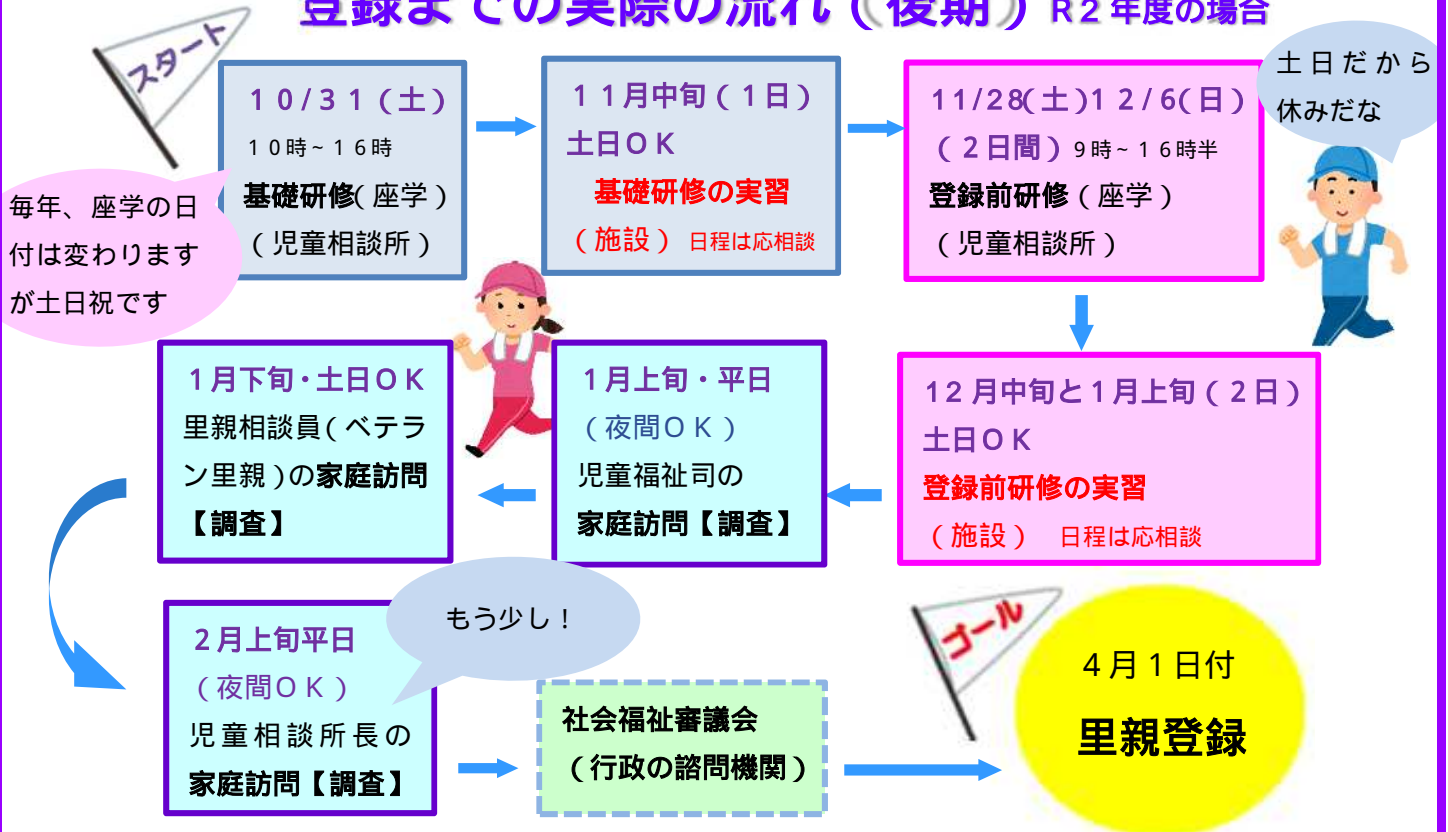 登録までの実際の流れ(後期) R2年度の場合
スタート
10/31(土)
10時~16時
基礎研修(座学)
(児童相談所)
毎年、座学の日
付は変わります
が土日祝です
11月中旬(1日)
土日OK
基礎研修の実習
(施設) 日程は応相談
11/28(土)12/6(日)
(2日間) 9時~16時半
登録前研修(座学)
(児童相談所)
土日だから
休みだな
12月中旬と1月上旬(2日)
土日OK
登録前研修の実習
(施設) 日程は応相談
1月上旬・平日
(夜間OK)
児童福祉司の
家庭訪問【調査】
1月下旬・土日OK
里親相談員(ベテラ
ン里親)の家庭訪問
【調査】
2月上旬平日
(夜間OK)
児童相談所長の
家庭訪問【調査】
もう少し!
社会福祉審議会
(行政の諮問機関)
ゴール
4月1日付
里親登録